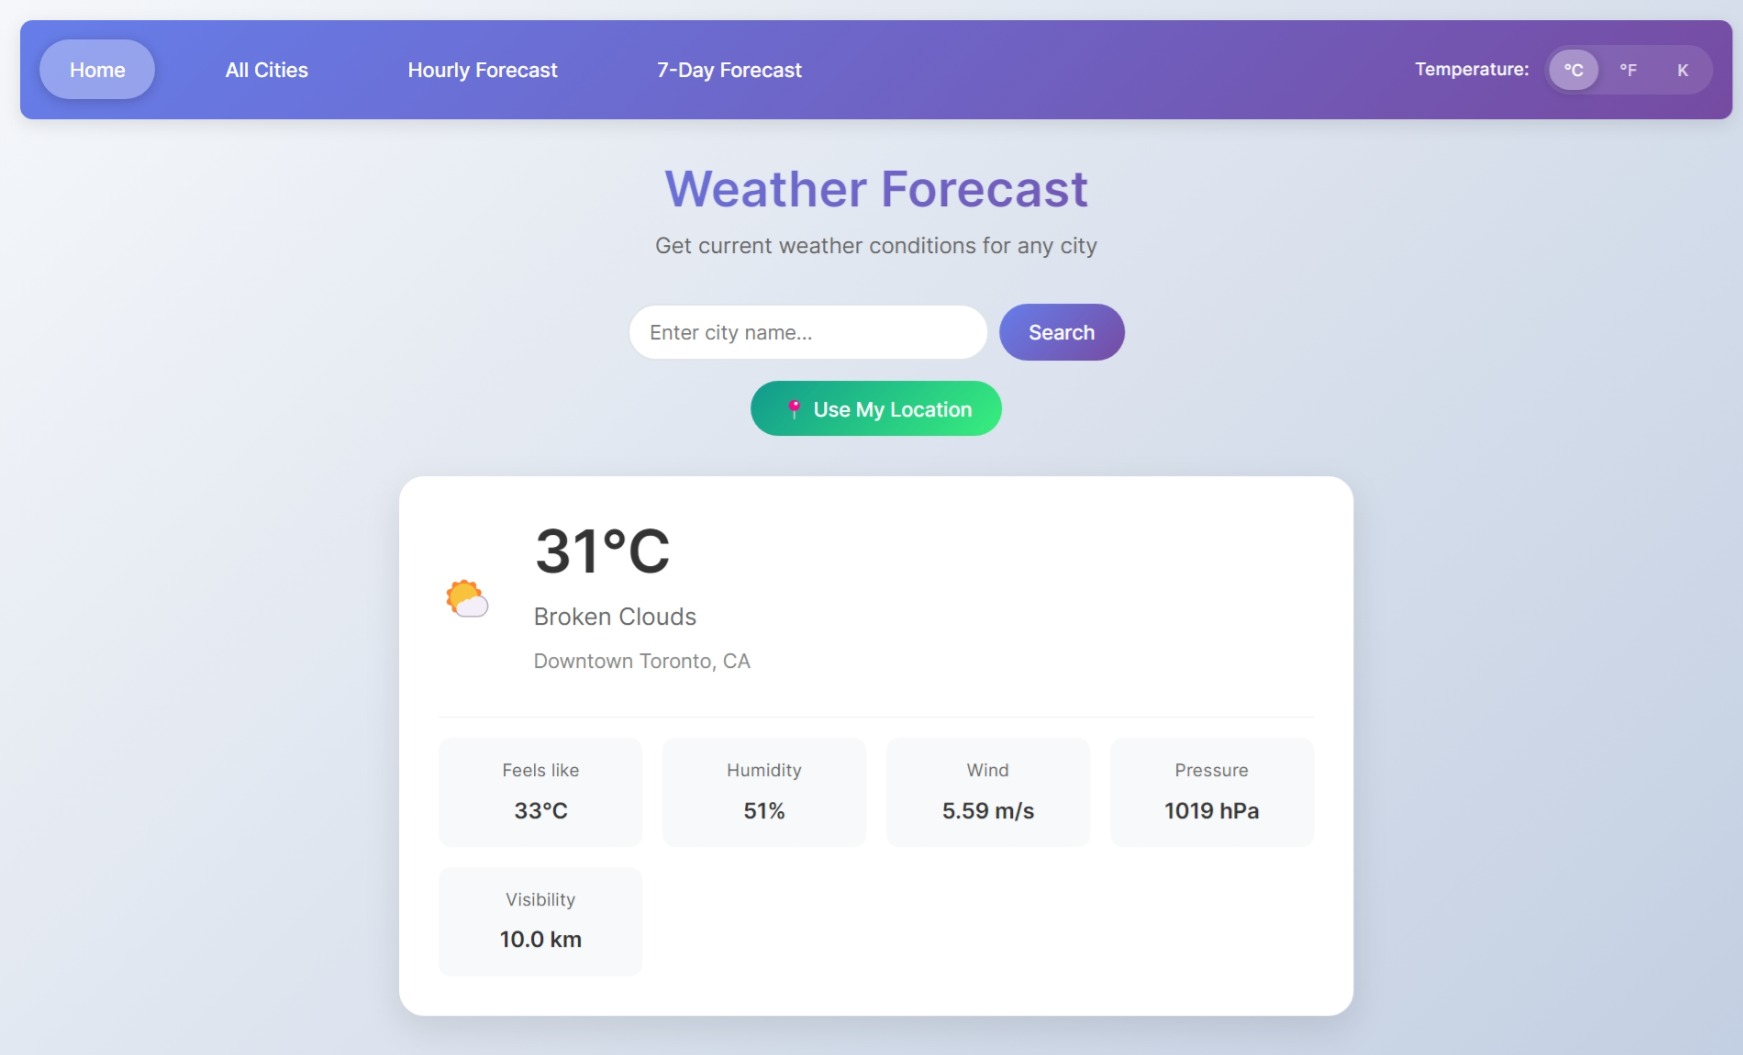 Home
All Cities
Hourly Forecast
7-Day Forecast
Temperature:
°C
°F
K
Weather Forecast
Get current weather conditions for any city
Enter city name...
Search
Use My Location
31°C
Broken Clouds
Downtown Toronto, CA
Feels like
33°C
Humidity
51%
Wind
5.59 m/s
Pressure
1019 hPa
Visibility
10.0 km